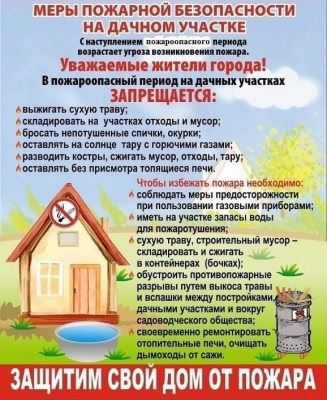 МЕРЫ ПОЖАРНОЙ БЕЗОПАСНОСТИ
НА ДАЧНОМ УЧАСТКЕ
С наступлением пожароопасного периода
возрастает угроза возникновения пожара.
Уважаемые жители города!
В пожароопасный период на дачных участках
ЗАПРЕЩАЕТСЯ:
выжигать сухую траву;
складировать на участках отходы и мусор;
бросать непотушенные спички, окурки;
оставлять на солнце тару с горючими газами;
разводить костры, сжигать мусор, отходы, тару;
оставлять без присмотра топящиеся печи.
Чтобы избежать пожара необходимо:
соблюдать меры предосторожности
при пользовании газовыми приборами;
иметь на участке запасы воды
для пожаротушения;
сухую траву, строительный мусор –
складировать и сжигать
в контейнерах (бочках);
обустроить противопожарные
разрывы путем выкоса травы
и вспашки между постройками,
дачными участками и вокруг
садоводческого общества;
своевременно ремонтировать
отопительные печи, очищать
дымоходы от сажи.
ЗАЩИТИМ СВОЙ ДОМ ОТ ПОЖАРА